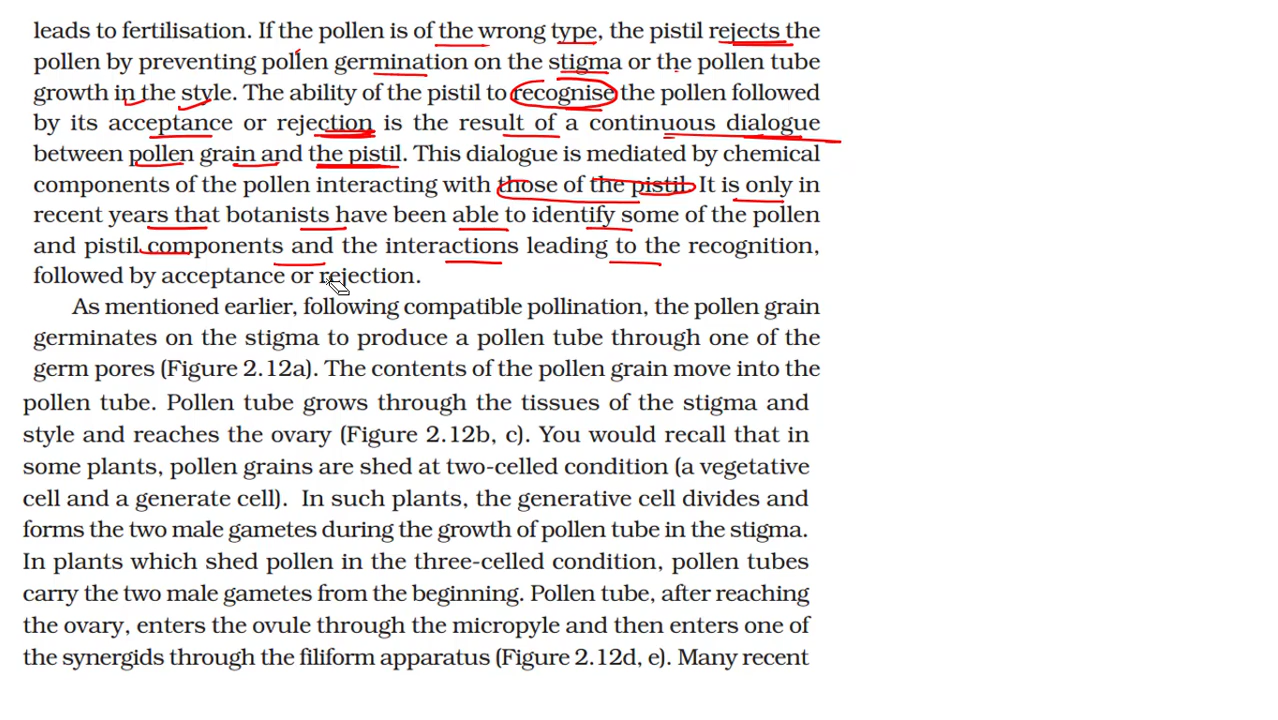 leads to fertilisation. If the pollen is of the wrong type, the pistil rejects the
pollen by preventing pollen germination on the stigma or the pollen tube
growth in the style. The ability of the pistil to recognise the pollen followed
by its acceptance or rejection is the result of a continuous dialogue
between pollen grain and the pistil. This dialogue is mediated by chemical
components of the pollen interacting with those of the pistil. It is only in
recent years that botanists have been able to identify some of the pollen
and pistil components and the interactions leading to the recognition,
followed by acceptance or rejection.
As mentioned earlier, following compatible pollination, the pollen grain
germinates on the stigma to produce a pollen tube through one of the
germ pores (Figure 2.12a). The contents of the pollen grain move into the
pollen tube. Pollen tube grows through the tissues of the stigma and
style and reaches the ovary (Figure 2.12b, c). You would recall that in
some plants, pollen grains are shed at two-celled condition (a vegetative
cell and a generate cell). In such plants, the generative cell divides and
forms the two male gametes during the growth of pollen tube in the stigma.
In plants which shed pollen in the three-celled condition, pollen tubes
carry the two male gametes from the beginning. Pollen tube, after reaching
the ovary, enters the ovule through the micropyle and then enters one of
the synergids through the filiform apparatus (Figure 2.12d, e). Many recent